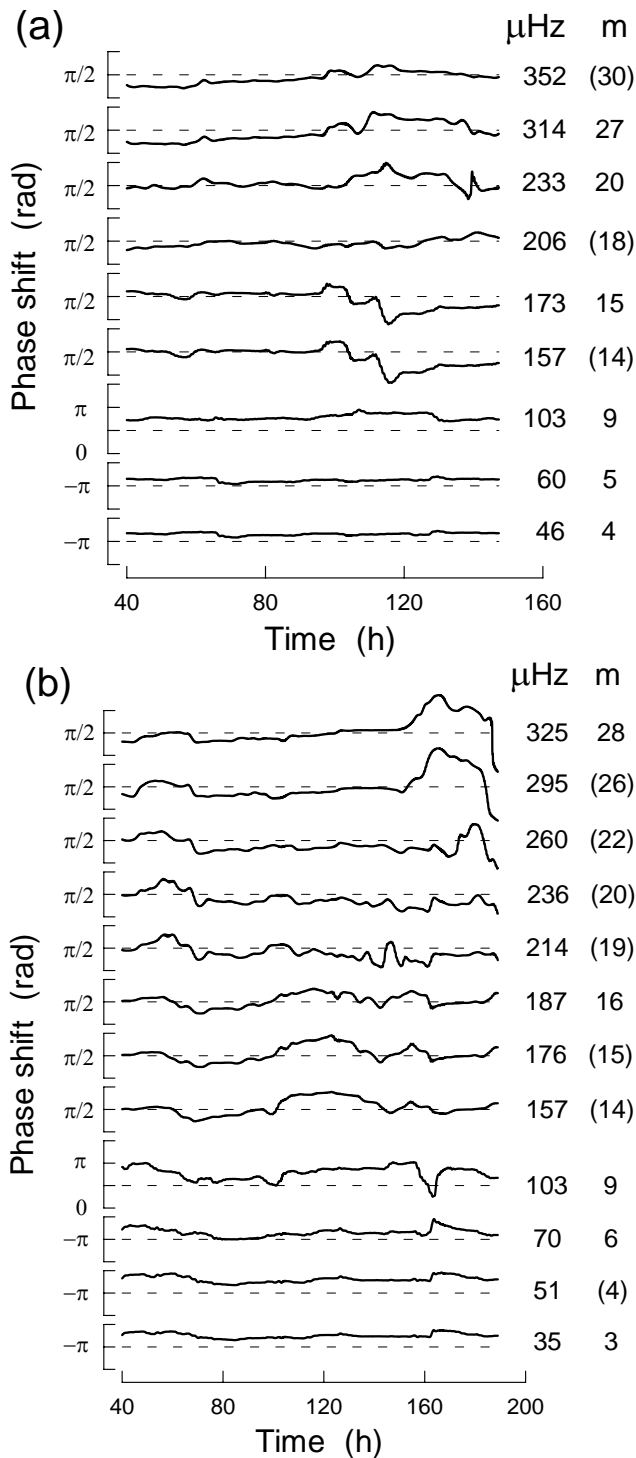 (a) μHz m
π/2 352 (30)
π/2 314 27
π/2 233 20
π/2 206 (18)
π/2 173 15
π/2 157 (14)
π 103 9
0
−π 60 5
−π 46 4
Phase shift (rad)
40 80 120 160
Time (h)
(b) μHz m
π/2 325 28
π/2 295 (26)
π/2 260 (22)
π/2 236 (20)
π/2 214 (19)
π/2 187 16
π/2 176 (15)
π/2 157 (14)
π 103 9
0
−π 70 6
−π 51 (4)
−π 35 3
Phase shift (rad)
40 80 120 160 200
Time (h)